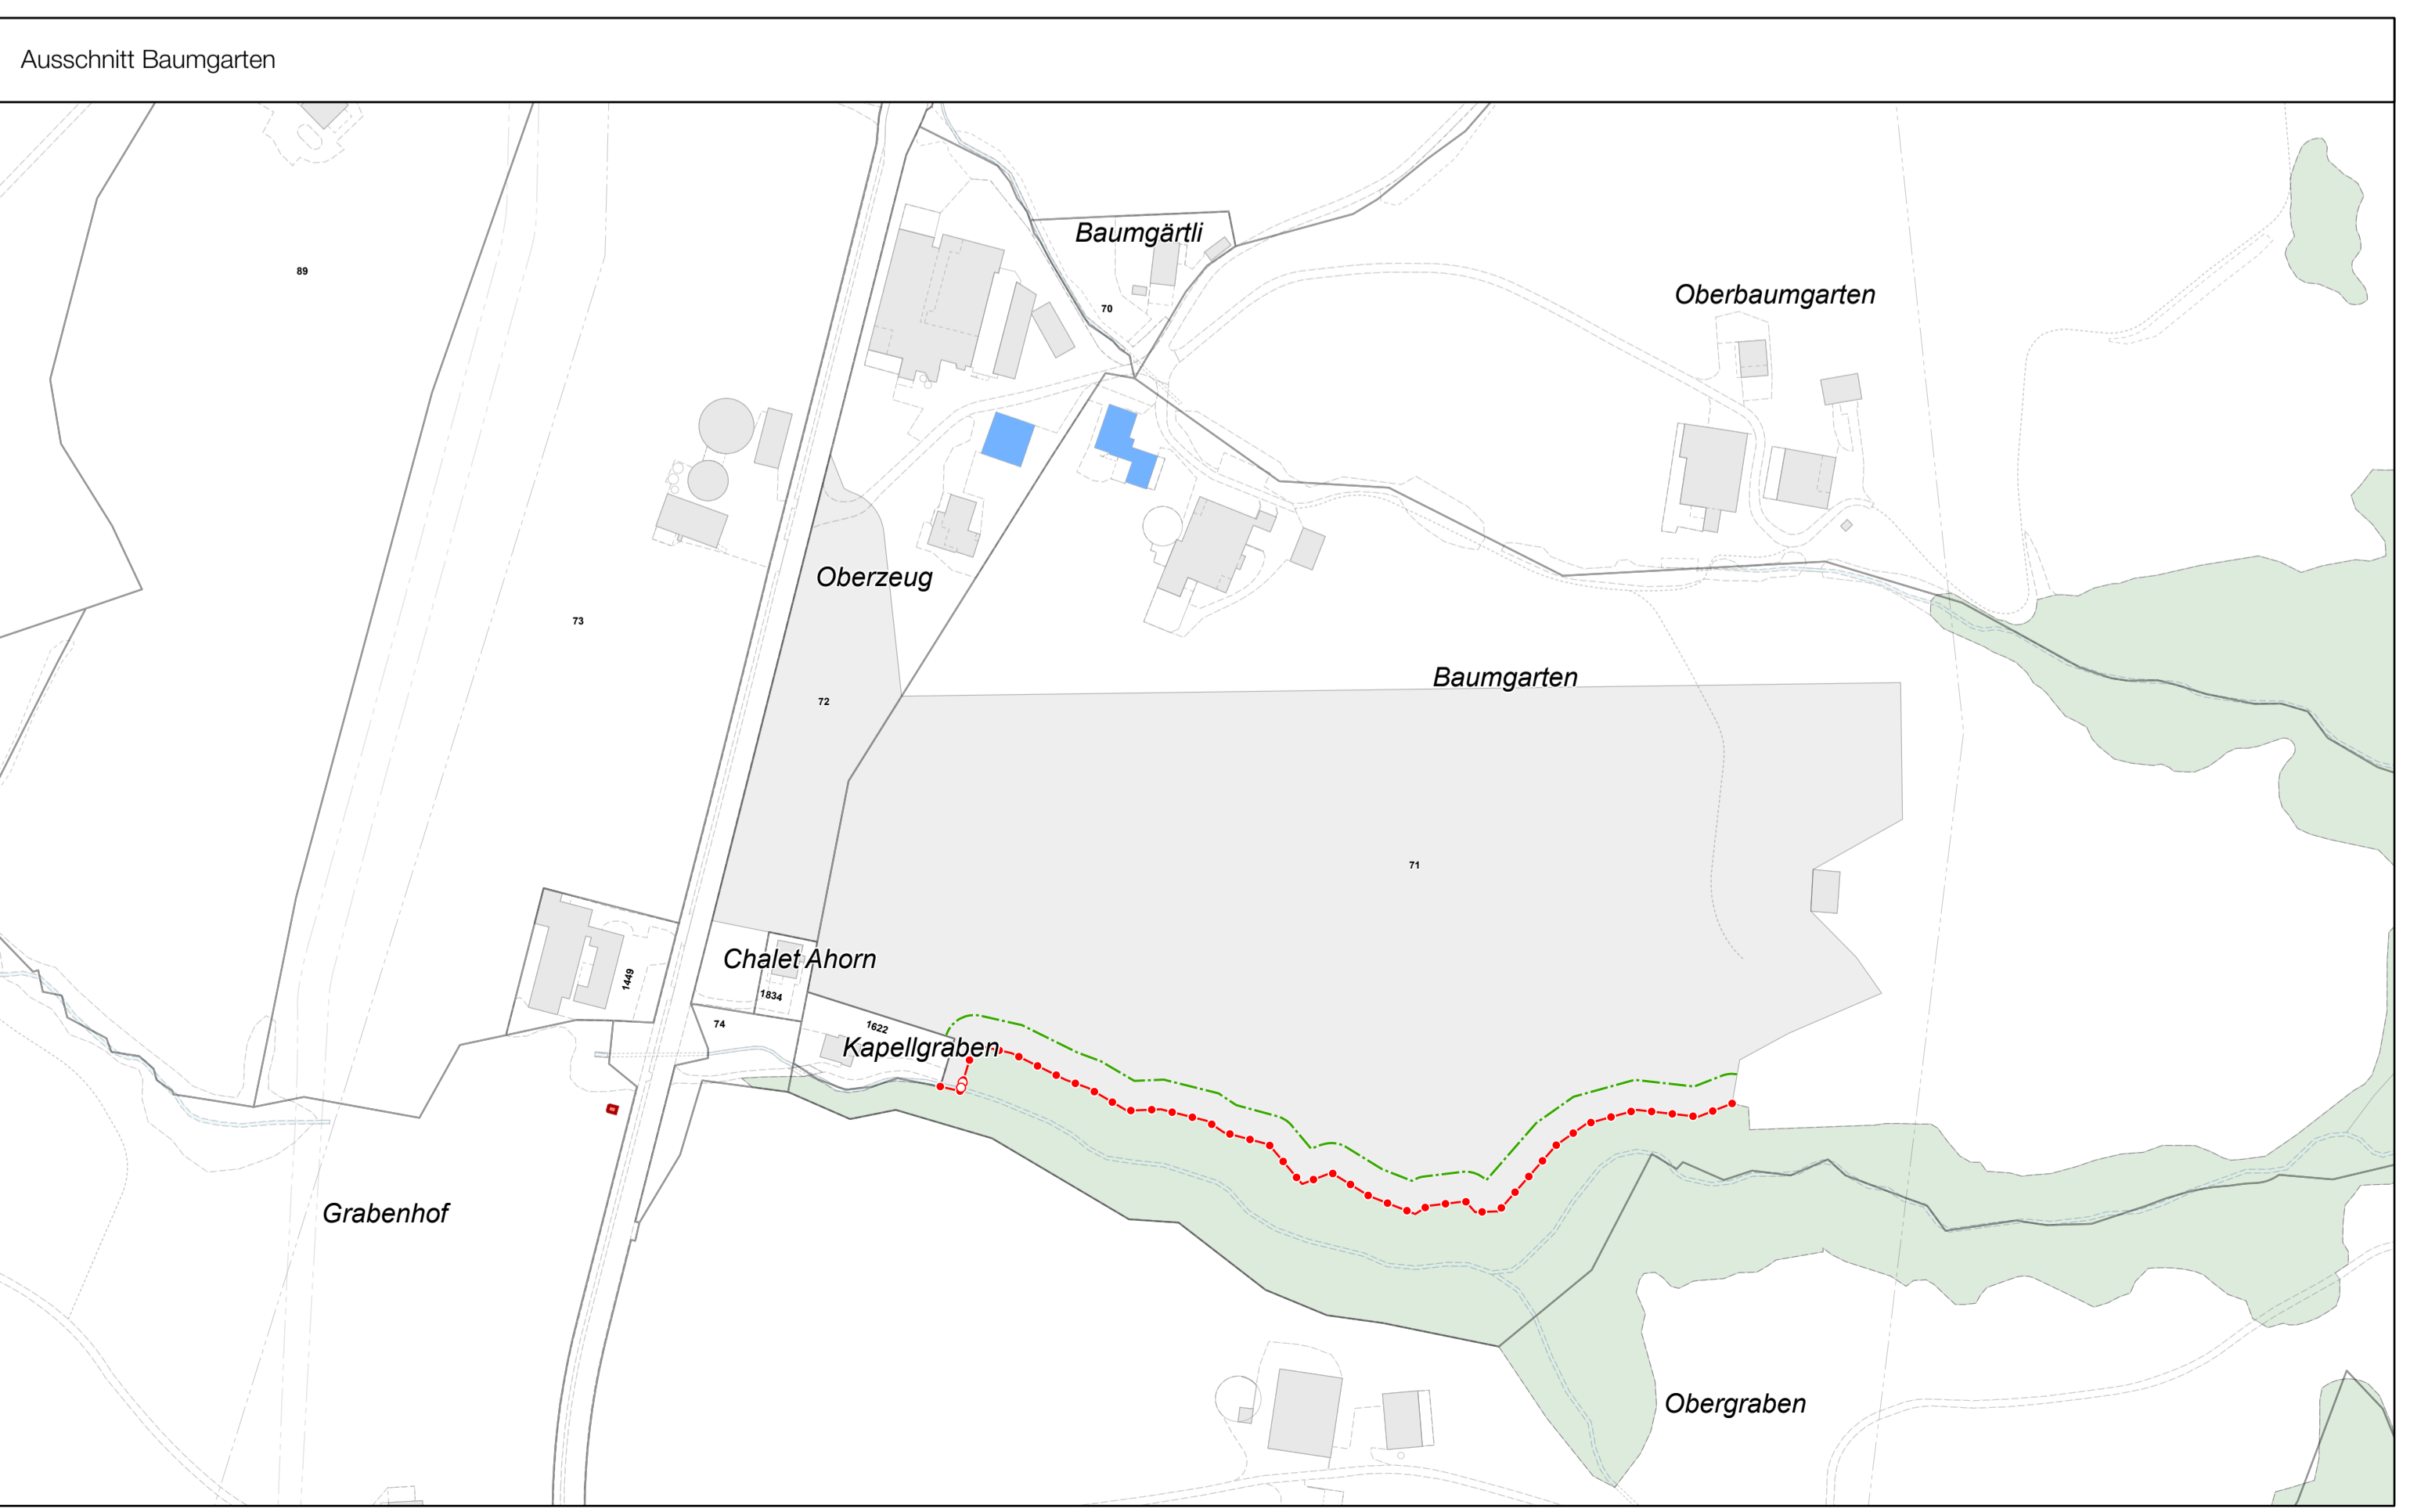 Ausschnitt Baumgarten
Baumgärtli
89
Oberbaumgarten
70
Oberzeug
73
Baumgarten
72
71
Chalet Ahorn
1449
1834
74
1622
Kapellgraben
Grabenhof
Obergraben